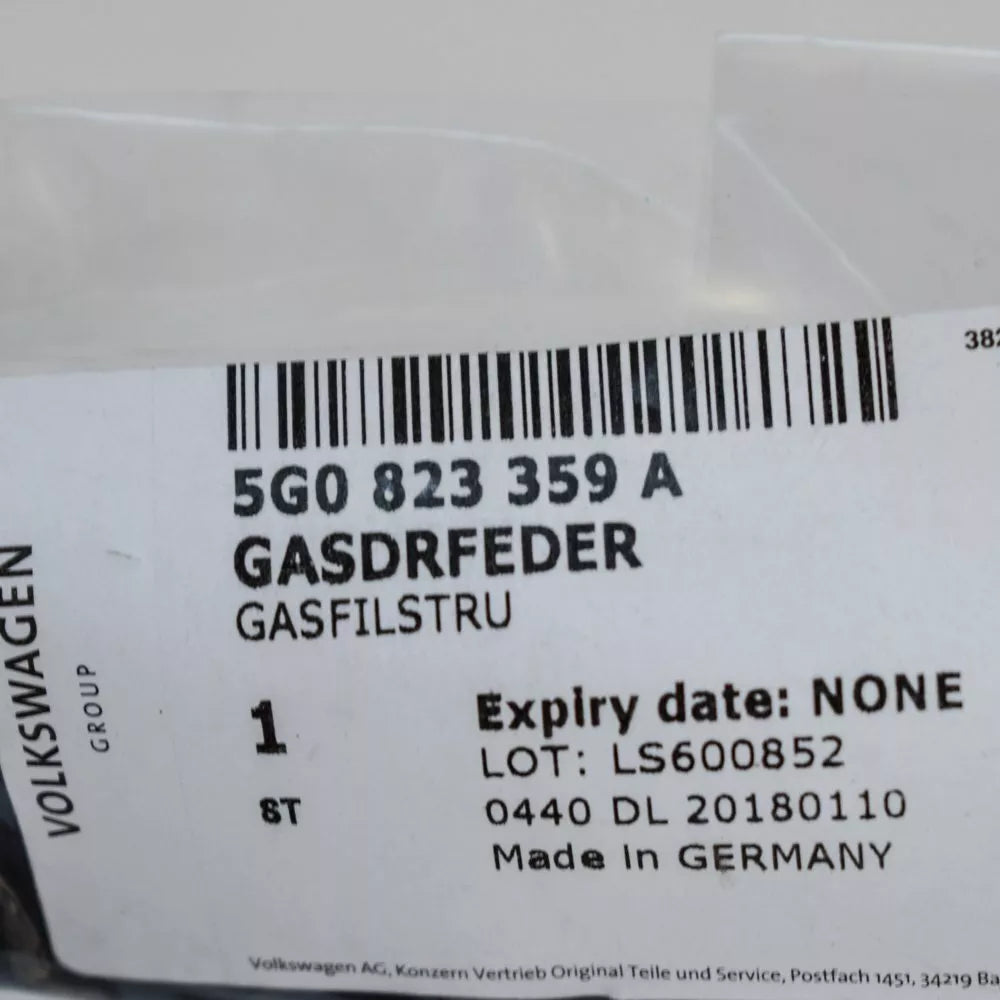 382
5G0 823 359 A
GASDRFEDER
GASFILSTRU
1
ST
Expiry date: NONE
LOT: LS600852
0440 DL 20180110
Made in GERMANY
VOLKSWAGEN
GROUP
Volkswagen AG, Konzern Vertrieb Original Teile und Service, Postfach 1451, 34219 Ba